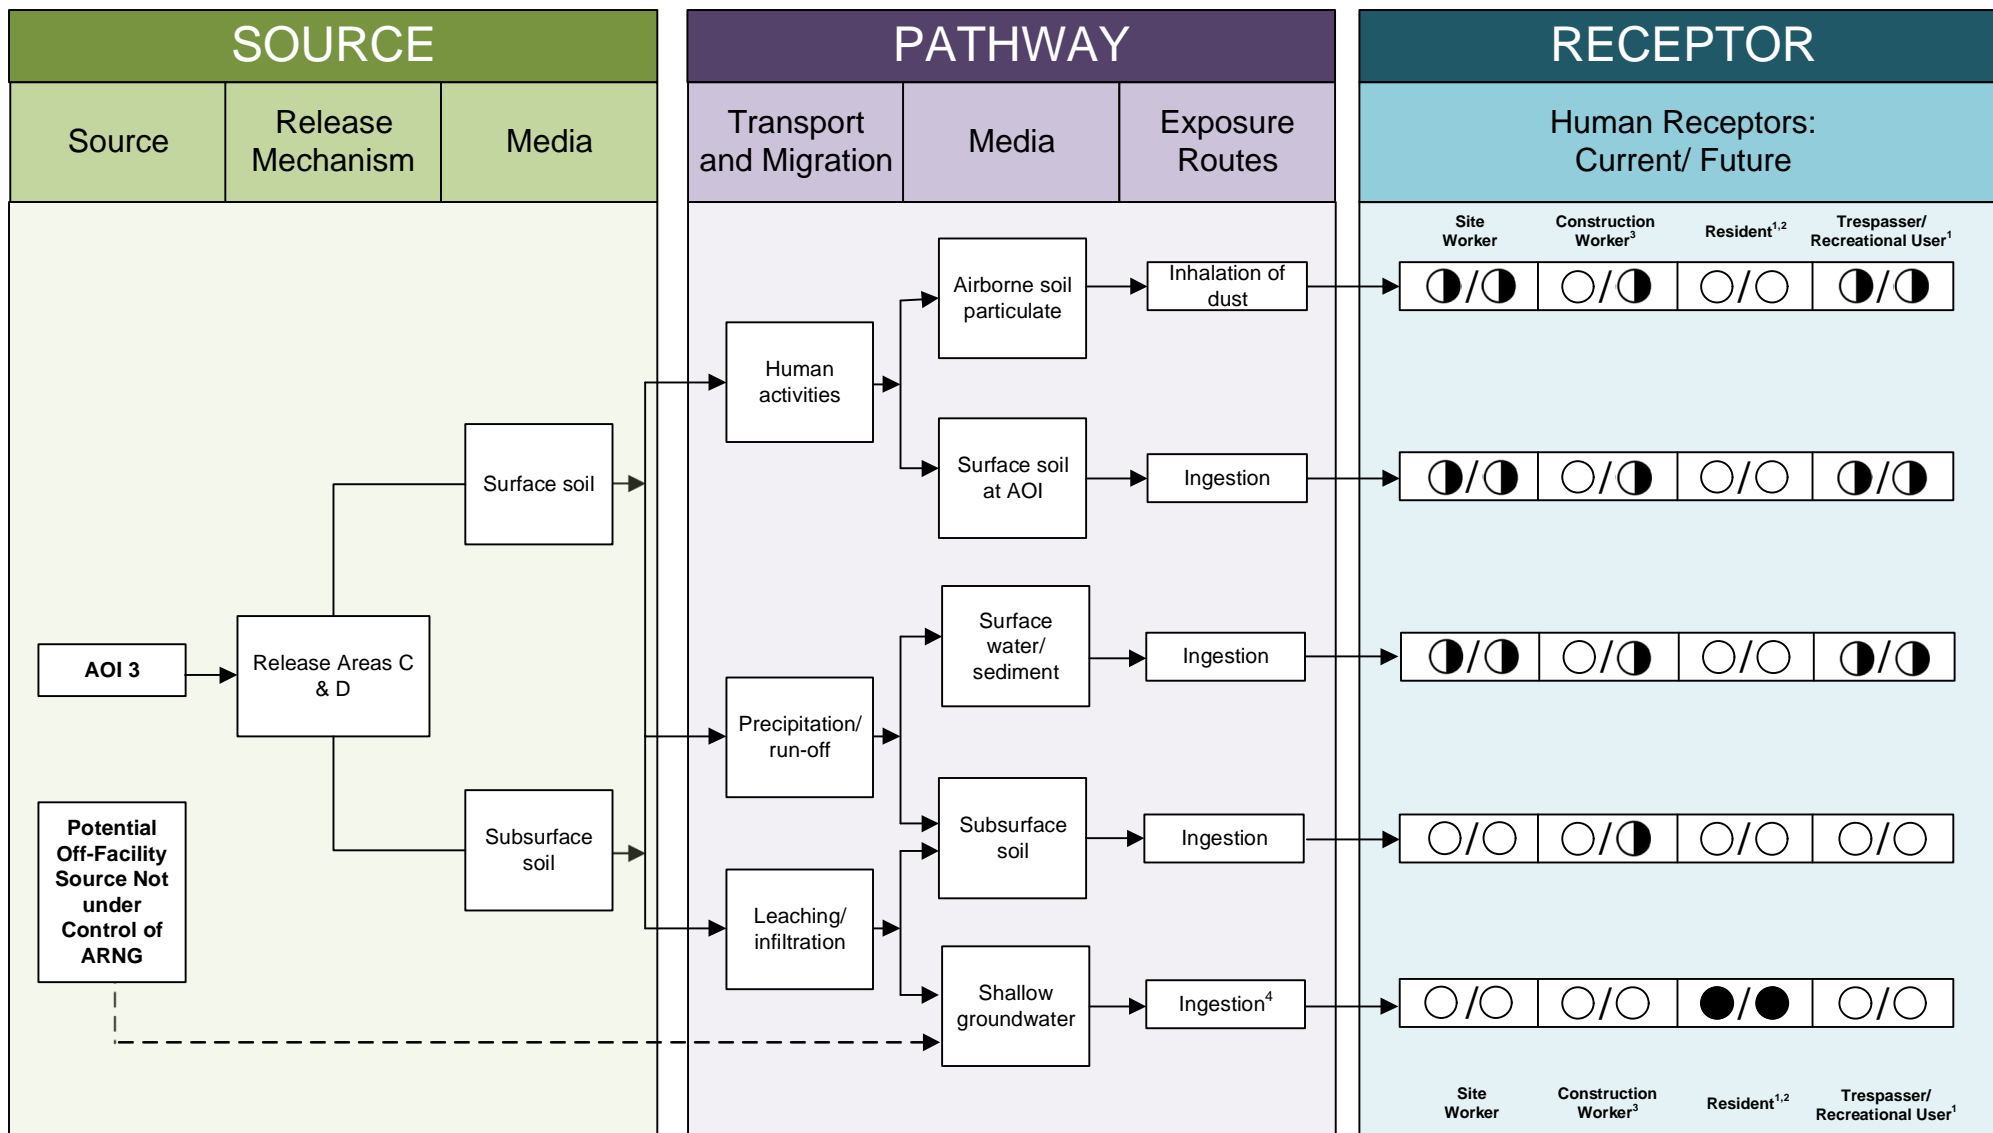 SOURCE
PATHWAY
RECEPTOR
Source
Release
Mechanism
Media
Transport
and Migration
Media
Exposure
Routes
Human Receptors:
Current/ Future
Site
Worker
Construction
Worker3
Resident1,2
Trespasser/
Recreational User1
Airborne soil
particulate
Inhalation of
dust
Human
activities
Surface soil
Surface soil
at AOI
Ingestion
AOI 3
Release Areas C
& D
Surface
water/
sediment
Ingestion
Precipitation/
run-off
Potential
Off-Facility
Source Not
under
Control of
ARNG
Subsurface
soil
Subsurface
soil
Ingestion
Leaching/
infiltration
Shallow
groundwater
Ingestion4
Site
Worker
Construction
Worker3
Resident1,2
Trespasser/
Recreational User1